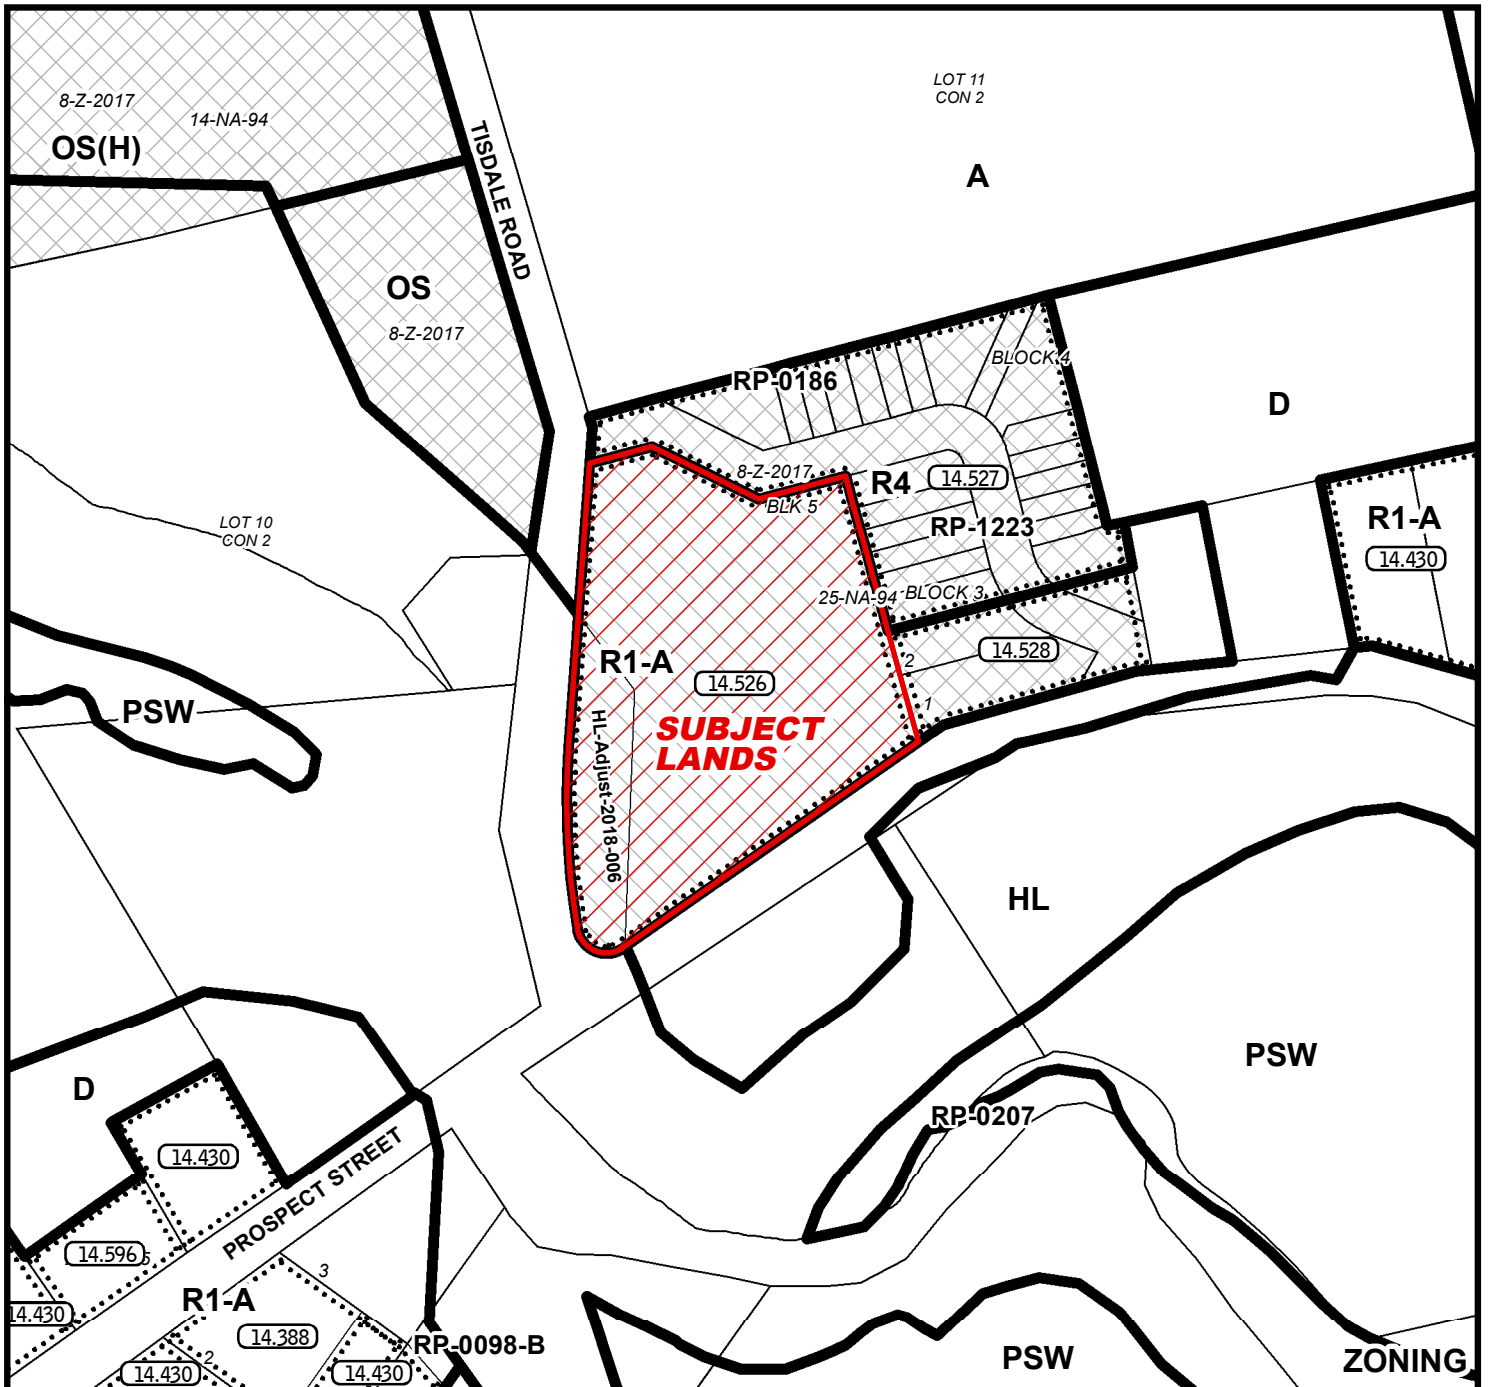 8-Z-2017
14-NA-94
OS(H)
LOT 11
CON 2
TISDALE ROAD
A
OS
8-Z-2017
RP-0186
BLOCK 4
D
8-Z-2017
R4
14.527
BLK 5
RP-1223
R1-A
14.430
LOT 10
CON 2
25-NA-94
BLOCK 3
14.528
2
R1-A
14.526
1
PSW
HL-Adjust-2018-006
SUBJECT
LANDS
HL
PSW
D
RP-0207
14.430
PROSPECT STREET
14.596
3
R1-A
14.430
14.388
RP-0098-B
2
14.430
14.430
PSW
ZONING